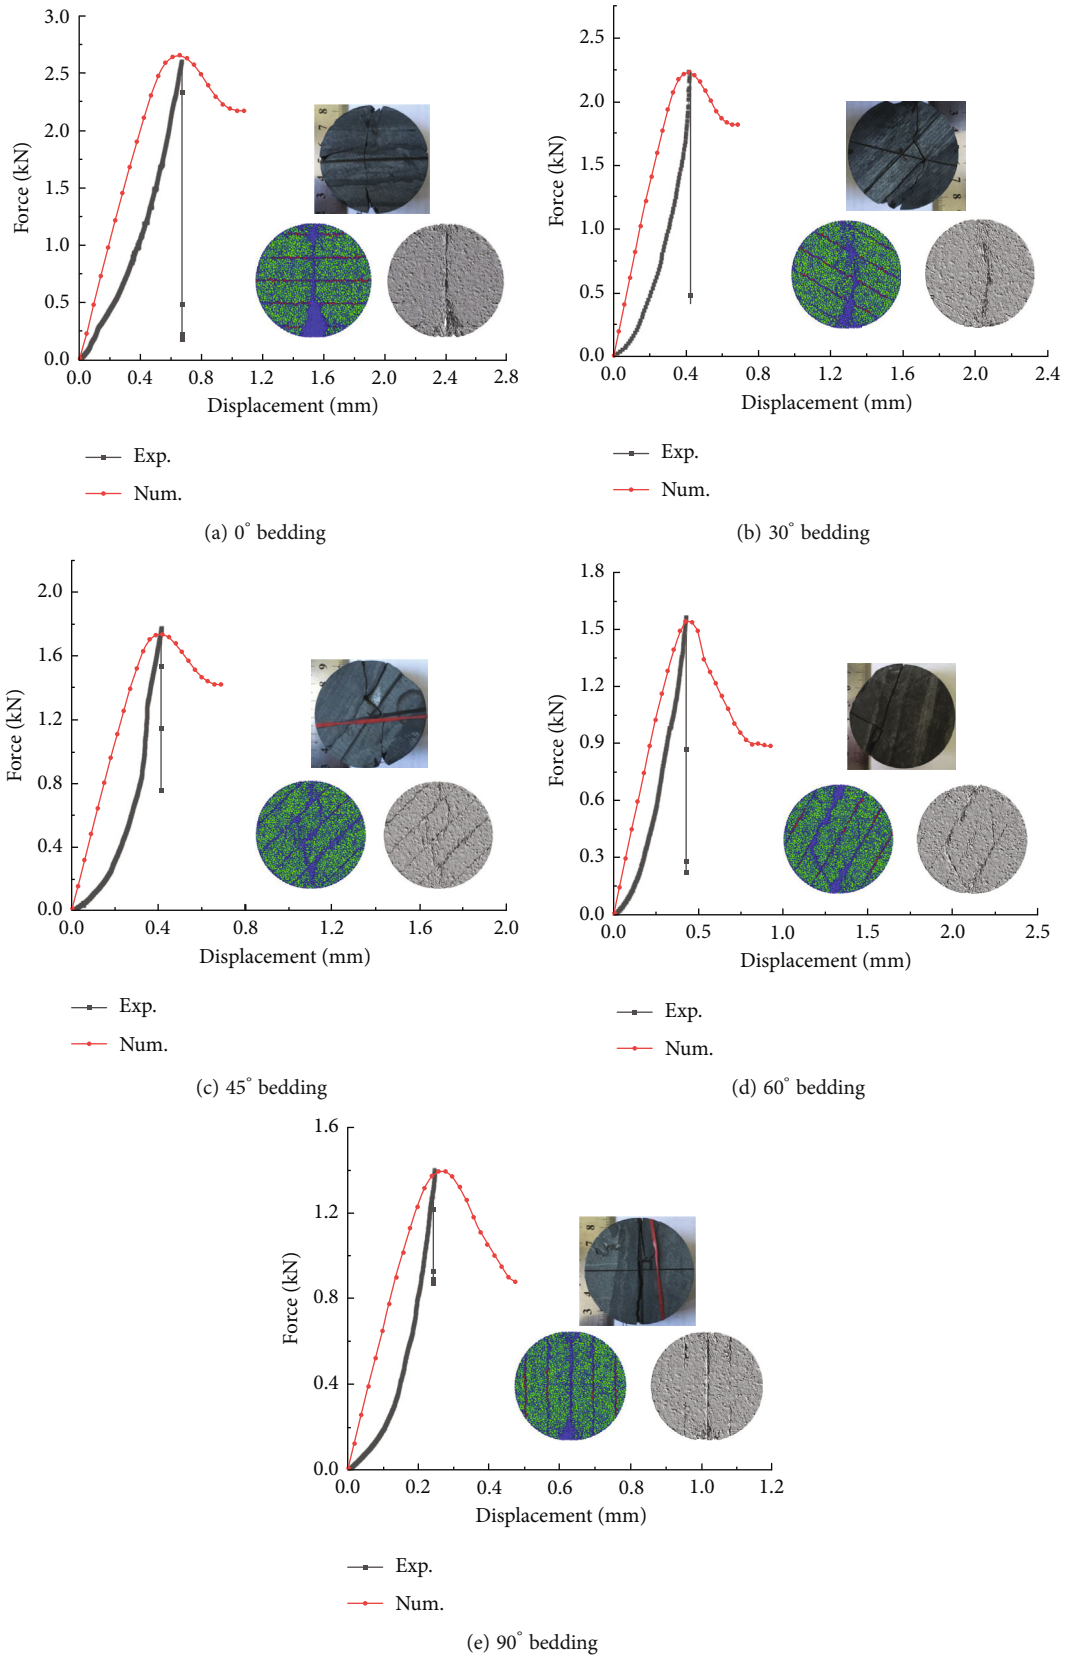 3.0
2.5
2.0
1.5
1.0
0.5
0.0
Force (kN)
0.0 0.4 0.8 1.2 1.6 2.0 2.4 2.8
Displacement (mm)
Exp.
Num.
(a) 0° bedding
2.5
2.0
1.5
1.0
0.5
0.0
Force (kN)
0.0 0.4 0.8 1.2 1.6 2.0 2.4
Displacement (mm)
Exp.
Num.
(b) 30° bedding
2.0
1.6
1.2
0.8
0.4
0.0
Force (kN)
0.0 0.4 0.8 1.2 1.6 2.0
Displacement (mm)
Exp.
Num.
(c) 45° bedding
1.8
1.5
1.2
0.9
0.6
0.3
0.0
Force (kN)
0.0 0.5 1.0 1.5 2.0 2.5
Displacement (mm)
Exp.
Num.
(d) 60° bedding
1.6
1.2
0.8
0.4
0.0
Force (kN)
0.0 0.2 0.4 0.6 0.8 1.0 1.2
Displacement (mm)
Exp.
Num.
(e) 90° bedding